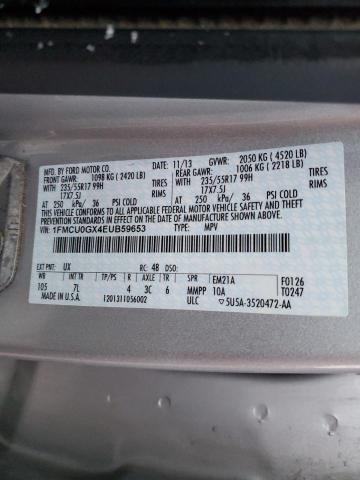 MFD. BY FORD MOTOR CO.
11/13 GVWR: 2050 KG ( 4520 LB)
FRONT GAWR: 1098 KG ( 2420 LB)
REAR GAWR: 1006 KG ( 2218 LB)
WITH 235/55R17 99H TIRES
WITH 235/55R17 99H TIRES
17X7.5J RIMS
17X7.5J RIMS
AT 250 kPa/ 36 PSI COLD
AT 250 kPa/ 36 PSI COLD
THIS VEHICLE CONFORMS TO ALL APPLICABLE FEDERAL MOTOR VEHICLE SAFETY AND THEFT PREVENTION STANDARDS IN EFFECT ON THE DATE OF MANUFACTURE SHOWN ABOVE.
VIN: 1FMCU0GX4EUB59653
TYPE: MPV
EXT PNT: UX RC: 48 DSO:
WB INT TR TP/PS R AXLE TR SPR EM21A F0126
105 7L 4 3C 6 MMPP 10A T0247
MADE IN U.S.A. 1201311056002 ULC 5U5A-3520472-AA